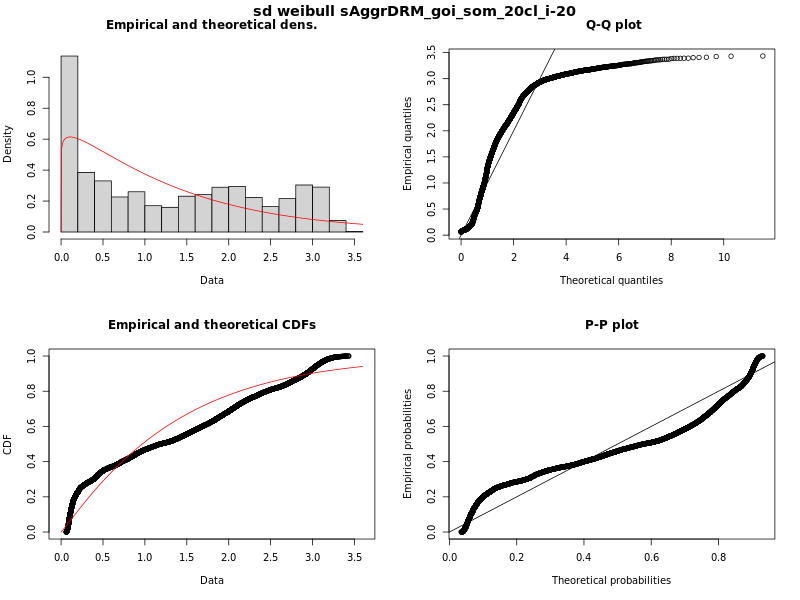 sd weibull sAggrDRM_goi_som_20cl_i-20
Empirical and theoretical dens.
Density
0.0 0.2 0.4 0.6 0.8 1.0
0.0 0.5 1.0 1.5 2.0 2.5 3.0 3.5
Data
Q-Q plot
Empirical quantiles
0.0 0.5 1.0 1.5 2.0 2.5 3.0 3.5
0 2 4 6 8 10
Theoretical quantiles
Empirical and theoretical CDFs
CDF
0.0 0.2 0.4 0.6 0.8 1.0
0.0 0.5 1.0 1.5 2.0 2.5 3.0 3.5
Data
P-P plot
Empirical probabilities
0.0 0.2 0.4 0.6 0.8 1.0
0.0 0.2 0.4 0.6 0.8
Theoretical probabilities